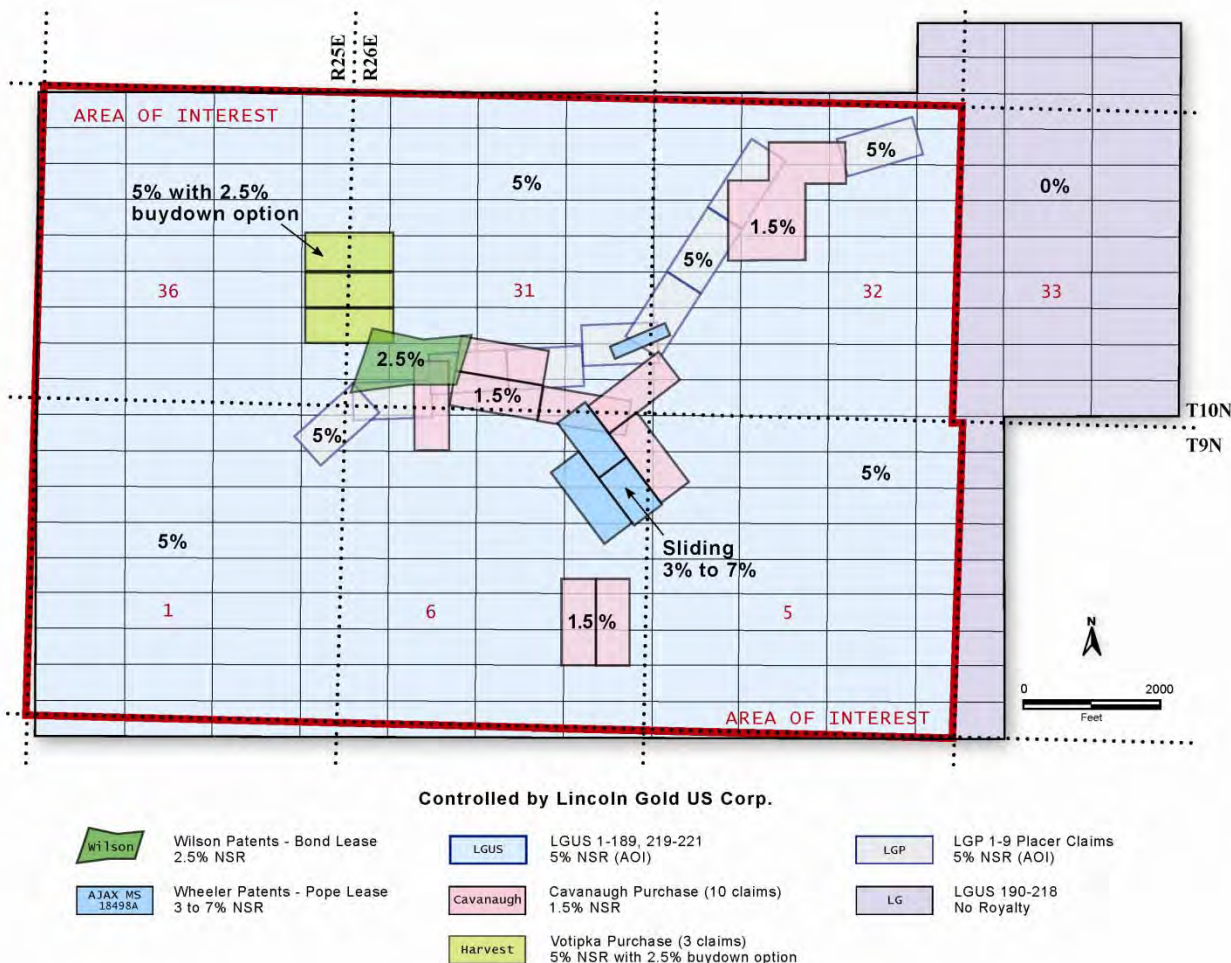 R25E
R26E
AREA OF INTEREST
5%
5% with 2.5%
buydown option
5%
0%
1.5%
5%
36
31
32
33
2.5%
1.5%
T10N
T9N
5%
5%
5%
Sliding
3% to 7%
1
6
1.5 %
5
N
0
2000
Feet
AREA OF INTEREST
Controlled by Lincoln Gold US Corp.
Wilson
Wilson Patents - Bond Lease
2.5% NSR
LGUS
LGUS 1-189, 219-221
5% NSR (AOI)
LGP
LGP 1-9 Placer Claims
5% NSR (AOI)
AJAX MS
18498A
Wheeler Patents - Pope Lease
3 to 7% NSR
Cavanaugh
Cavanaugh Purchase (10 claims)
1.5% NSR
LG
LGUS 190-218
No Royalty
Harvest
Votipka Purchase (3 claims)
5% NSR with 2.5% buydown option